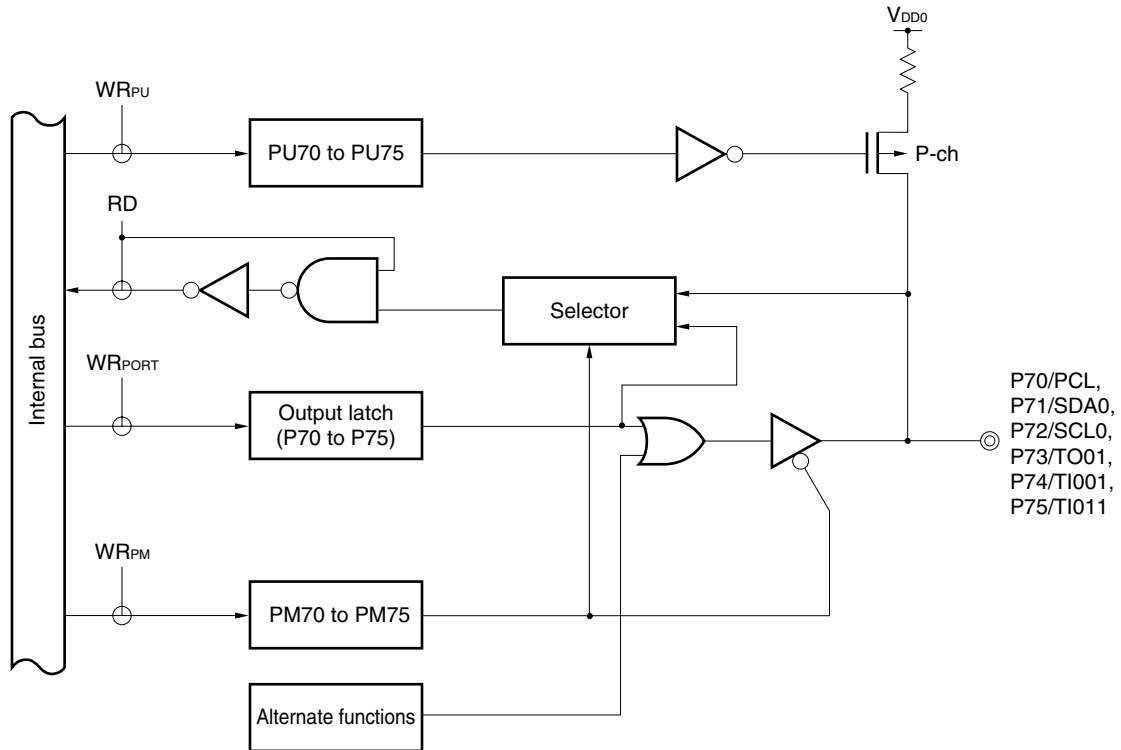 VDD0
WRPU
PU70 to PU75
P-ch
RD
Selector
Internal bus
WRPORT
Output latch
(P70 to P75)
P70/PCL,
P71/SDA0,
P72/SCL0,
P73/TO01,
P74/TI001,
P75/TI011
WRPM
PM70 to PM75
Alternate functions